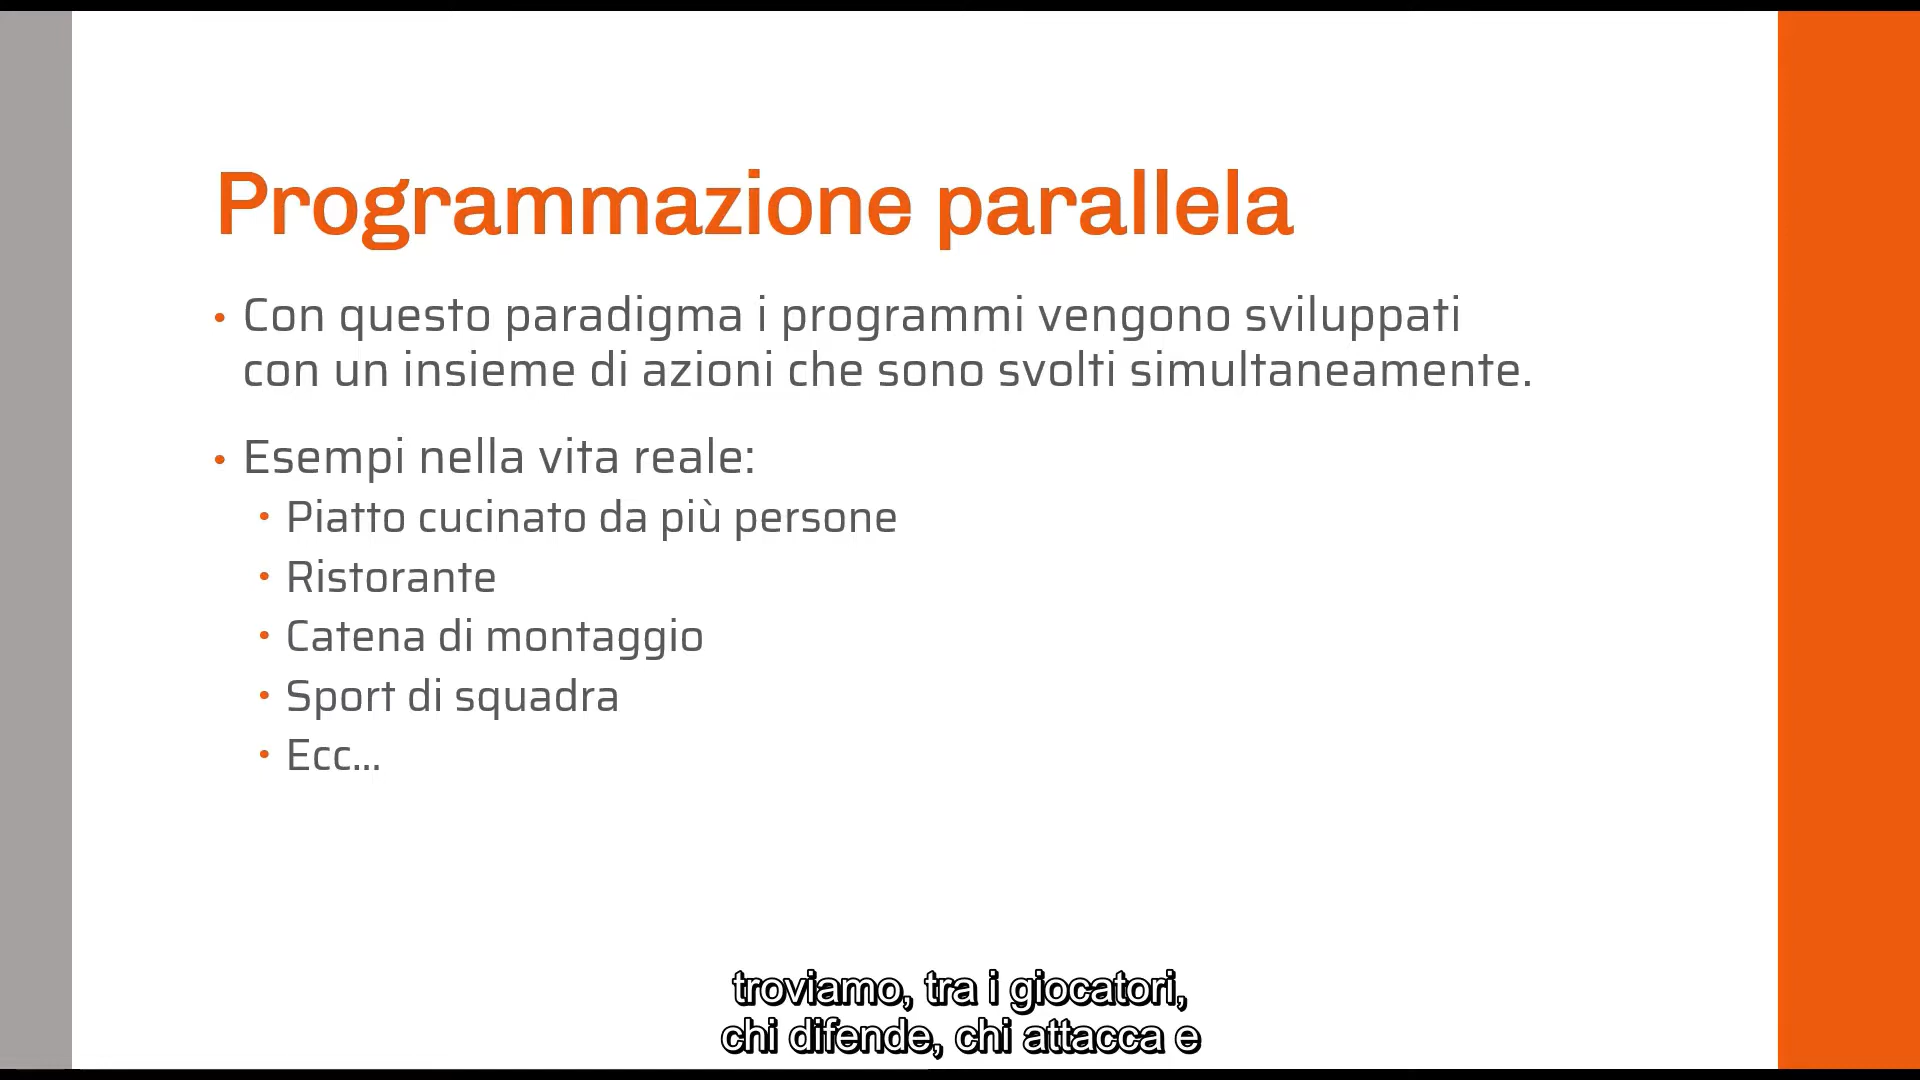 Programmazione parallela
• Con questo paradigma i programmi vengono sviluppati
con un insieme di azioni che sono svolti simultaneamente.
• Esempi nella vita reale:
• Piatto cucinato da più persone
• Ristorante
• Catena di montaggio
• Sport di squadra
• Ecc...
troviamo, tra i giocatori,
chi difende, chi attacca e